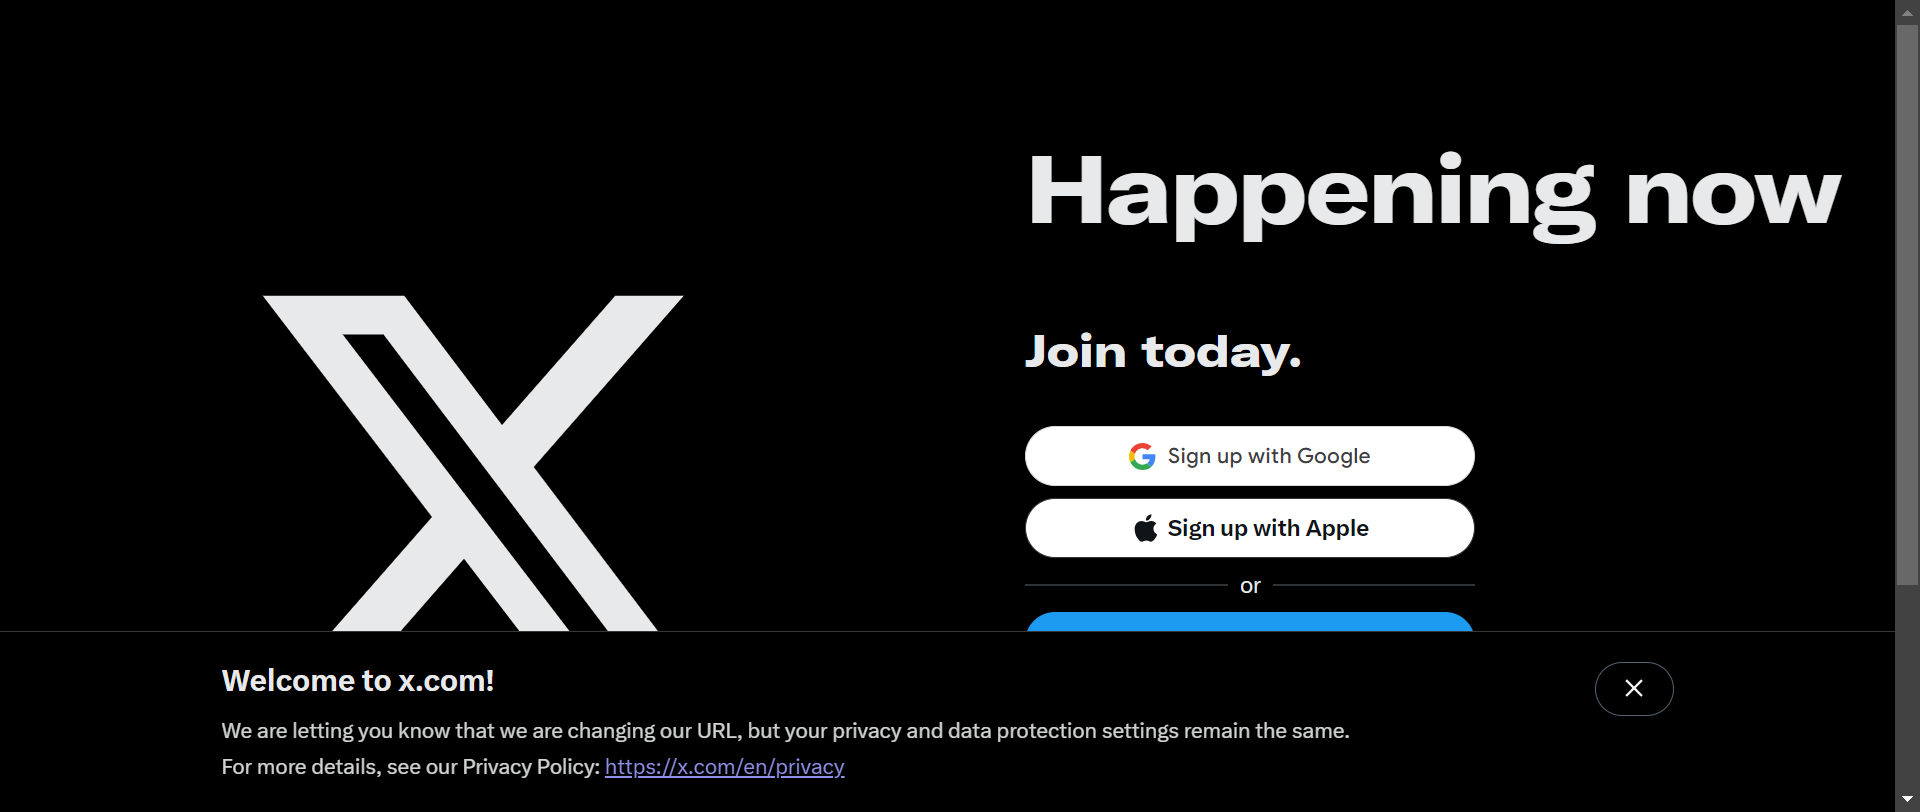 Happening now
Join today.
Sign up with Google
Sign up with Apple
or
Welcome to x.com!
We are letting you know that we are changing our URL, but your privacy and data protection settings remain the same.
For more details, see our Privacy Policy: https://x.com/en/privacy